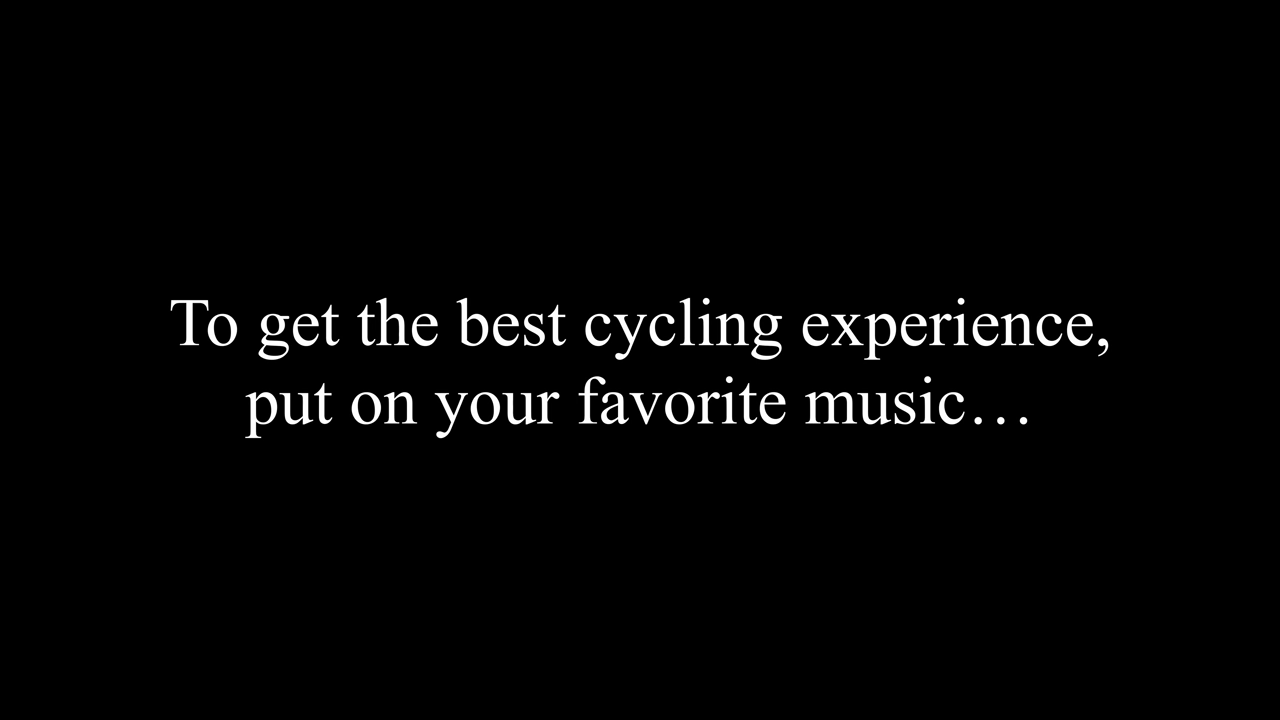 To get the best cycling experience,
put on your favorite music…